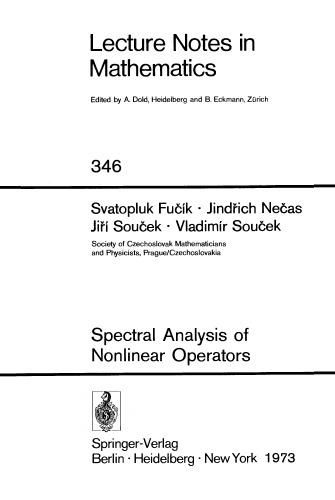 Lecture Notes in
Mathematics
Edited by A. Dold, Heidelberg and B. Eckmann, Zürich
346
Svatopluk Fučík · Jindřich Nečas
Jiří Souček · Vladimír Souček
Society of Czechoslovak Mathematicians
and Physicists, Prague/Czechoslovakia
Spectral Analysis of
Nonlinear Operators
Springer-Verlag
Berlin · Heidelberg · New York 1973